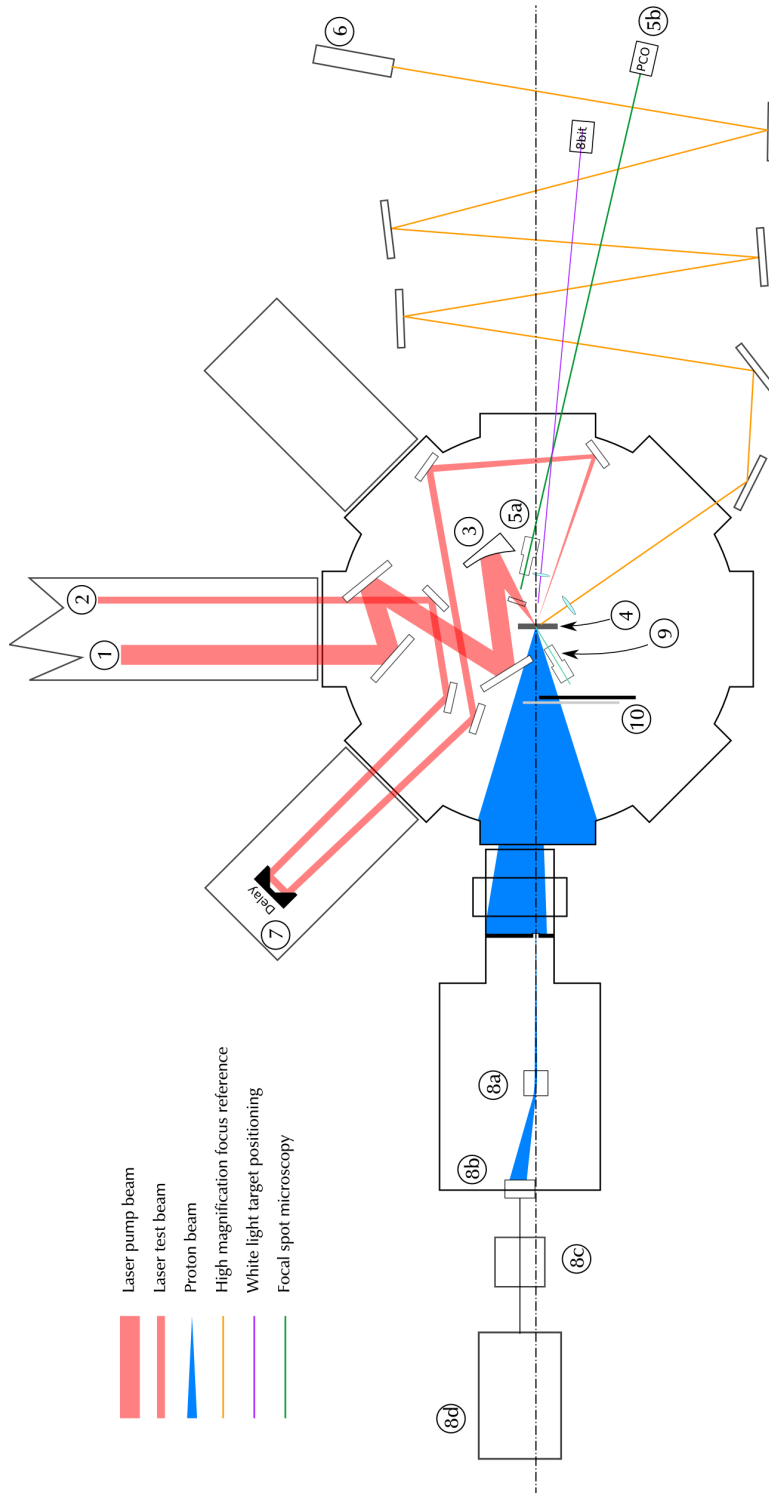 Laser pump beam
Laser test beam
Proton beam
High magnification focus reference
White light target positioning
Focal spot microscopy
8d
8c
8b
8a
7
Delay
1
2
10
9
4
3
5a
8bit
6
PCO
5b